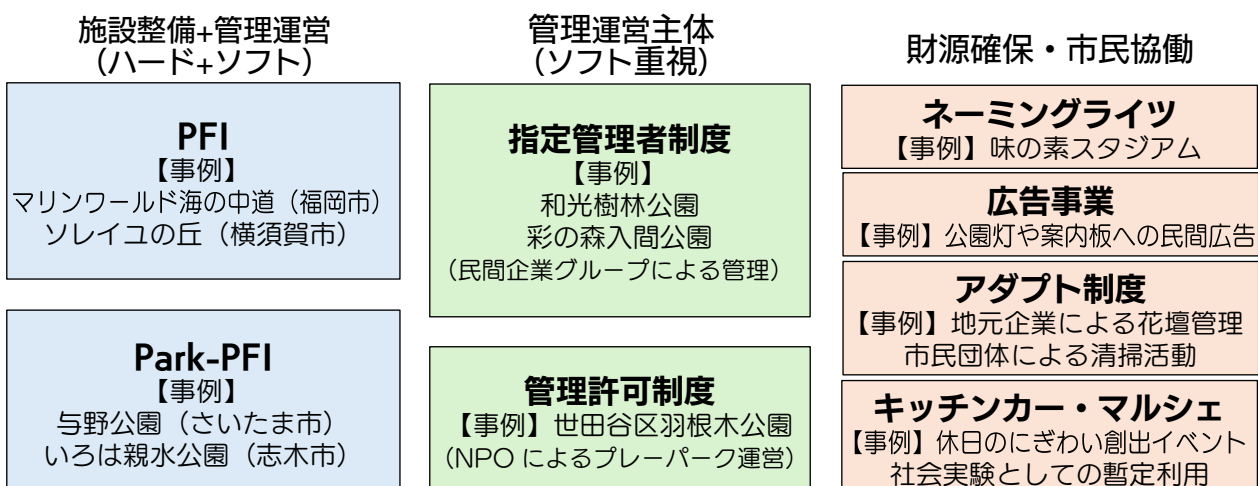 施設整備+管理運営
（ハード+ソフト）
PFI
【事例】
マリンワールド海の中道（福岡市）
ソレイユの丘（横須賀市）
Park-PFI
【事例】
与野公園（さいたま市）
いろは親水公園（志木市）
管理運営主体
（ソフト重視）
指定管理者制度
【事例】
和光樹林公園
彩の森入間公園
（民間企業グループによる管理）
管理許可制度
【事例】世田谷区羽根木公園
（NPO によるプレーパーク運営）
財源確保・市民協働
ネーミングライツ
【事例】味の素スタジアム
広告事業
【事例】公園灯や案内板への民間広告
アダプト制度
【事例】地元企業による花壇管理
市民団体による清掃活動
キッチンカー・マルシェ
【事例】休日のにぎわい創出イベント
社会実験としての暫定利用